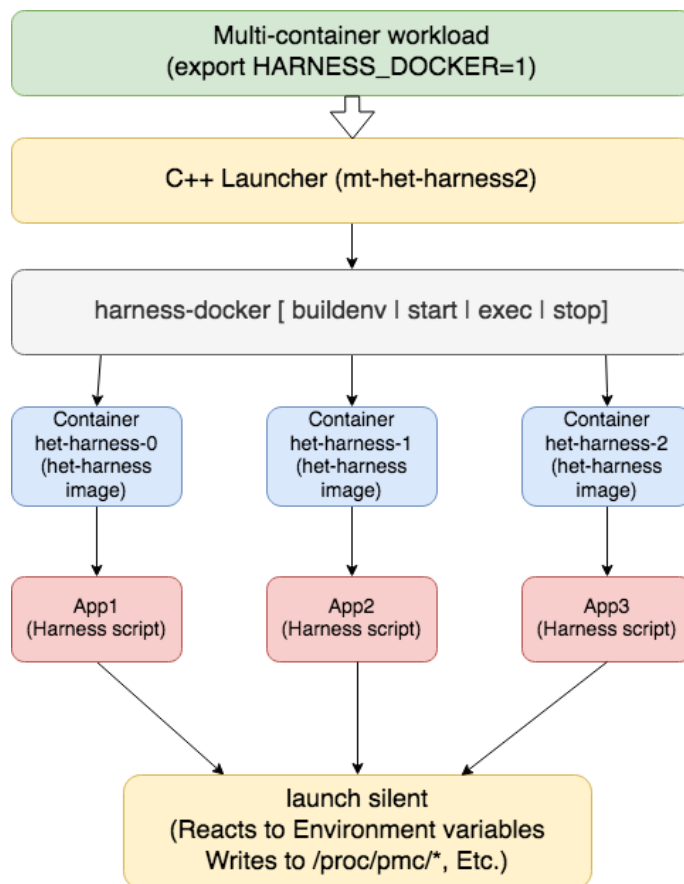 Multi-container workload
(export HARNESS_DOCKER=1)
C++ Launcher (mt-het-harness2)
harness-docker [ buildenv | start | exec | stop]
Container
het-harness-0
(het-harness
image)
Container
het-harness-1
(het-harness
image)
Container
het-harness-2
(het-harness
image)
App1
(Harness script)
App2
(Harness script)
App3
(Harness script)
launch silent
(Reacts to Environment variables
Writes to /proc/pmc/*, Etc.)